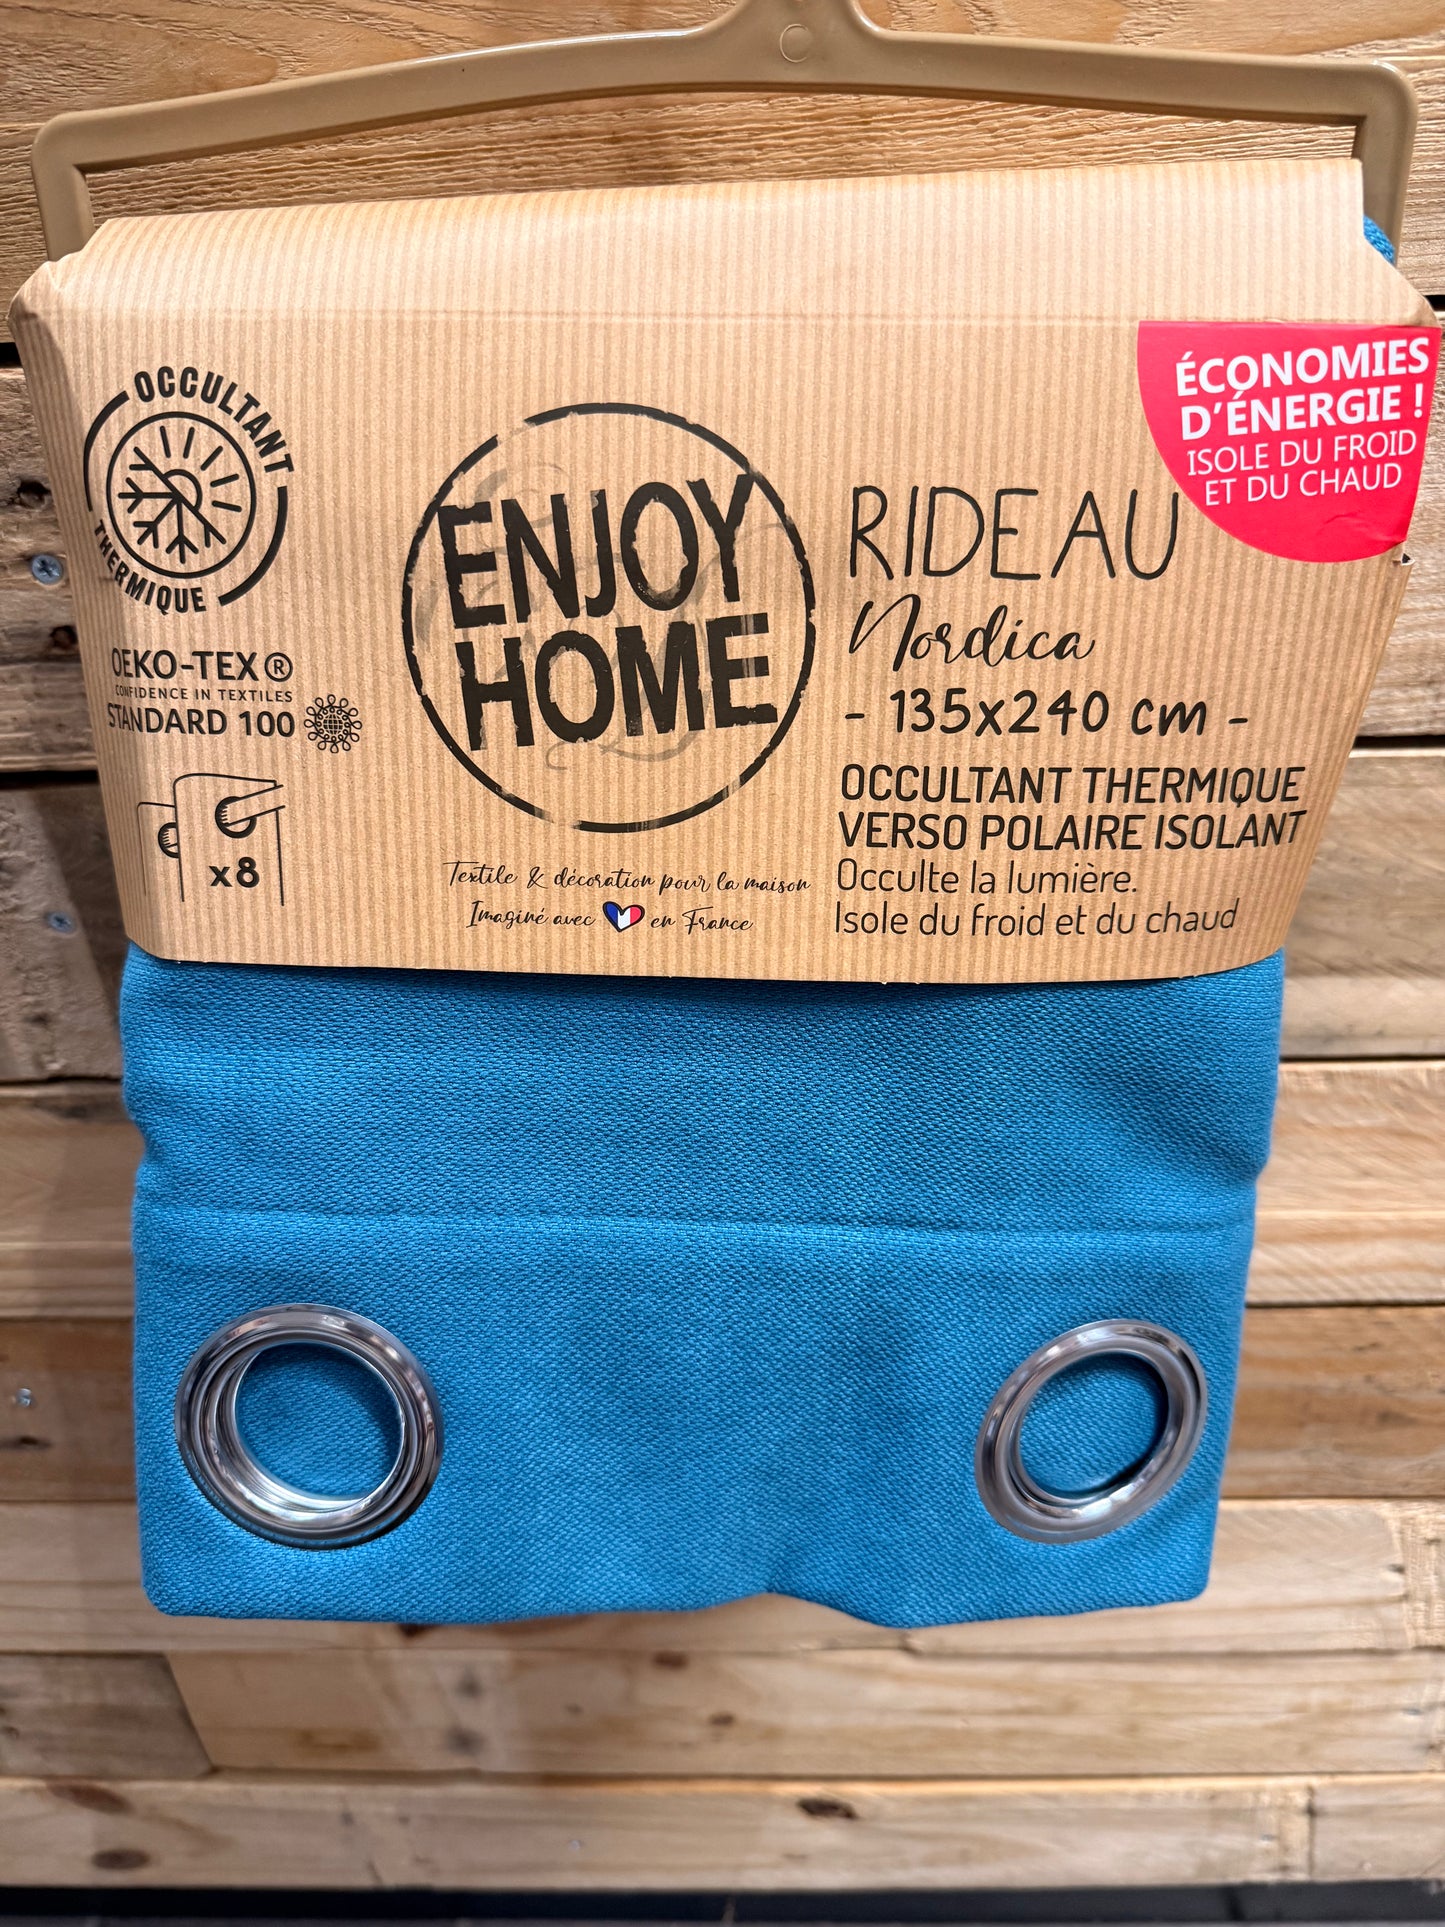 ÉCONOMIES
D'ÉNERGIE !
ISOLE DU FROID
ET DU CHAUD
OCCULTANT
THERMIQUE
OEKO-TEX®
CONFIDENCE IN TEXTILES
STANDARD 100
x8
ENJOY
HOME
Textile & décoration pour la maison
Imaginé avec en France
RIDEAU
Nordica
- 135x240 cm -
OCCULTANT THERMIQUE
VERSO POLAIRE ISOLANT
Occulte la lumière.
Isole du froid et du chaud